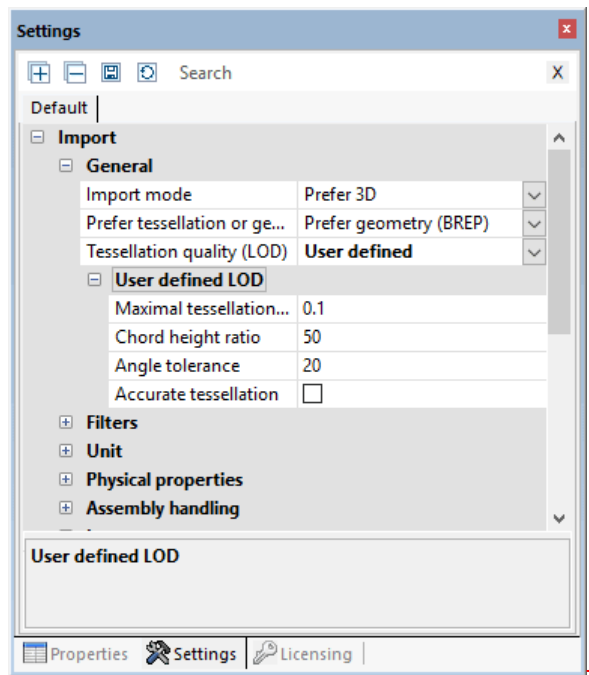 Settings
Search X
Default
Import
General
Import mode Prefer 3D
Prefer tessellation or ge... Prefer geometry (BREP)
Tessellation quality (LOD) User defined
User defined LOD
Maximal tessellation... 0.1
Chord height ratio 50
Angle tolerance 20
Accurate tessellation
Filters
Unit
Physical properties
Assembly handling
User defined LOD
Properties Settings Licensing